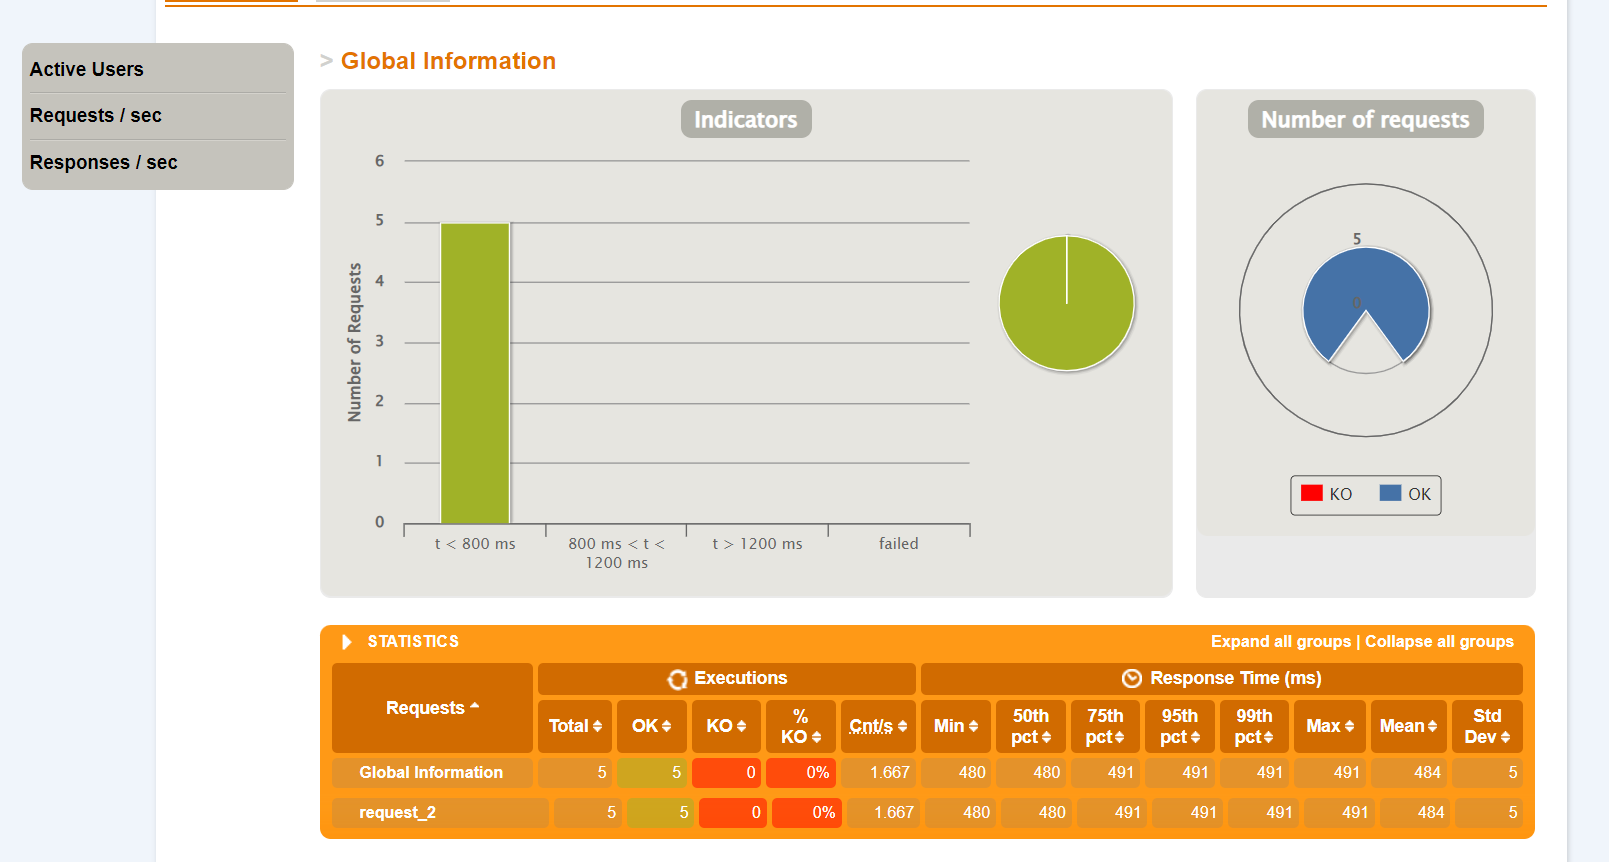 Active Users
Requests / sec
Responses / sec
> Global Information
Indicators
Number of Requests
6
5
4
3
2
1
0
t < 800 ms
800 ms < t <
1200 ms
t > 1200 ms
failed
Number of requests
5
0
KO OK
STATISTICS Expand all groups | Collapse all groups
Requests Executions Response Time (ms)
Total OK KO % KO Cnt/s Min 50th pct 75th pct 95th pct 99th pct Max Mean Std Dev
Global Information 5 5 0 0% 1.667 480 480 491 491 491 491 484 5
request_2 5 5 0 0% 1.667 480 480 491 491 491 491 484 5